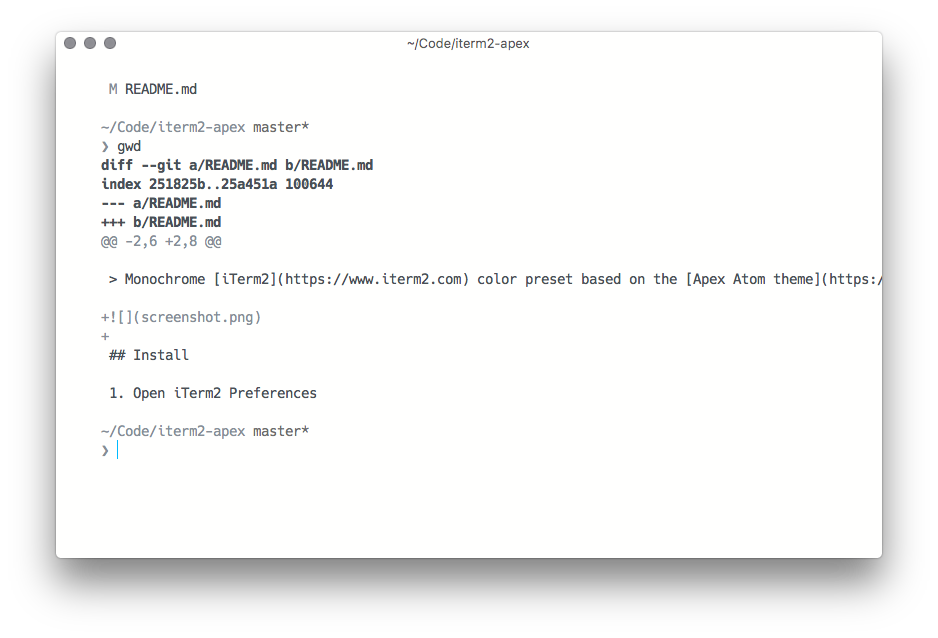 ~/Code/iterm2-apex
M README.md
~/Code/iterm2-apex master*
❯ gwd
diff --git a/README.md b/README.md
index 251825b..25a451a 100644
--- a/README.md
+++ b/README.md
@@ -2,6 +2,8 @@
> Monochrome [iTerm2](https://www.iterm2.com) color preset based on the [Apex Atom theme](https:/
+![](screenshot.png)
+
## Install
1. Open iTerm2 Preferences
~/Code/iterm2-apex master*
❯